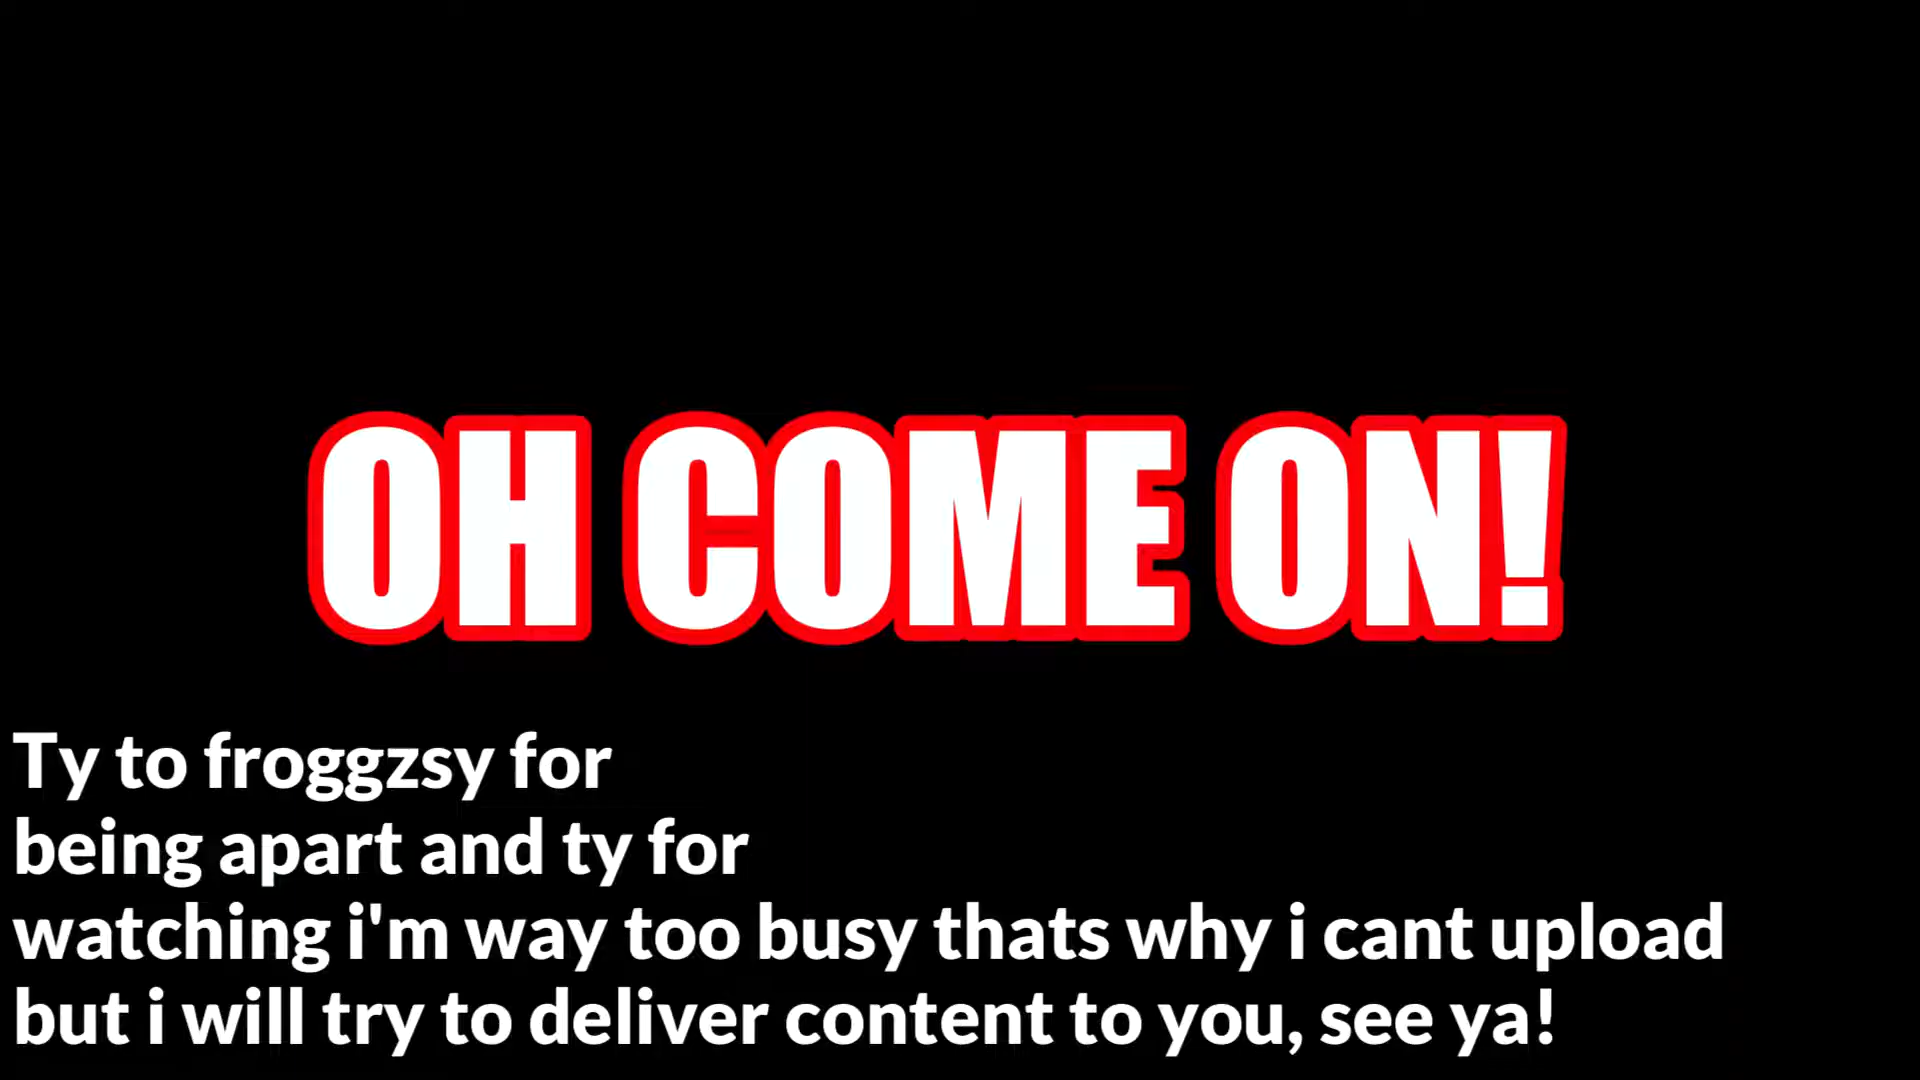 OH COME ON!
Ty to froggzsy for
being apart and ty for
watching i'm way too busy thats why i cant upload
but i will try to deliver content to you, see ya!